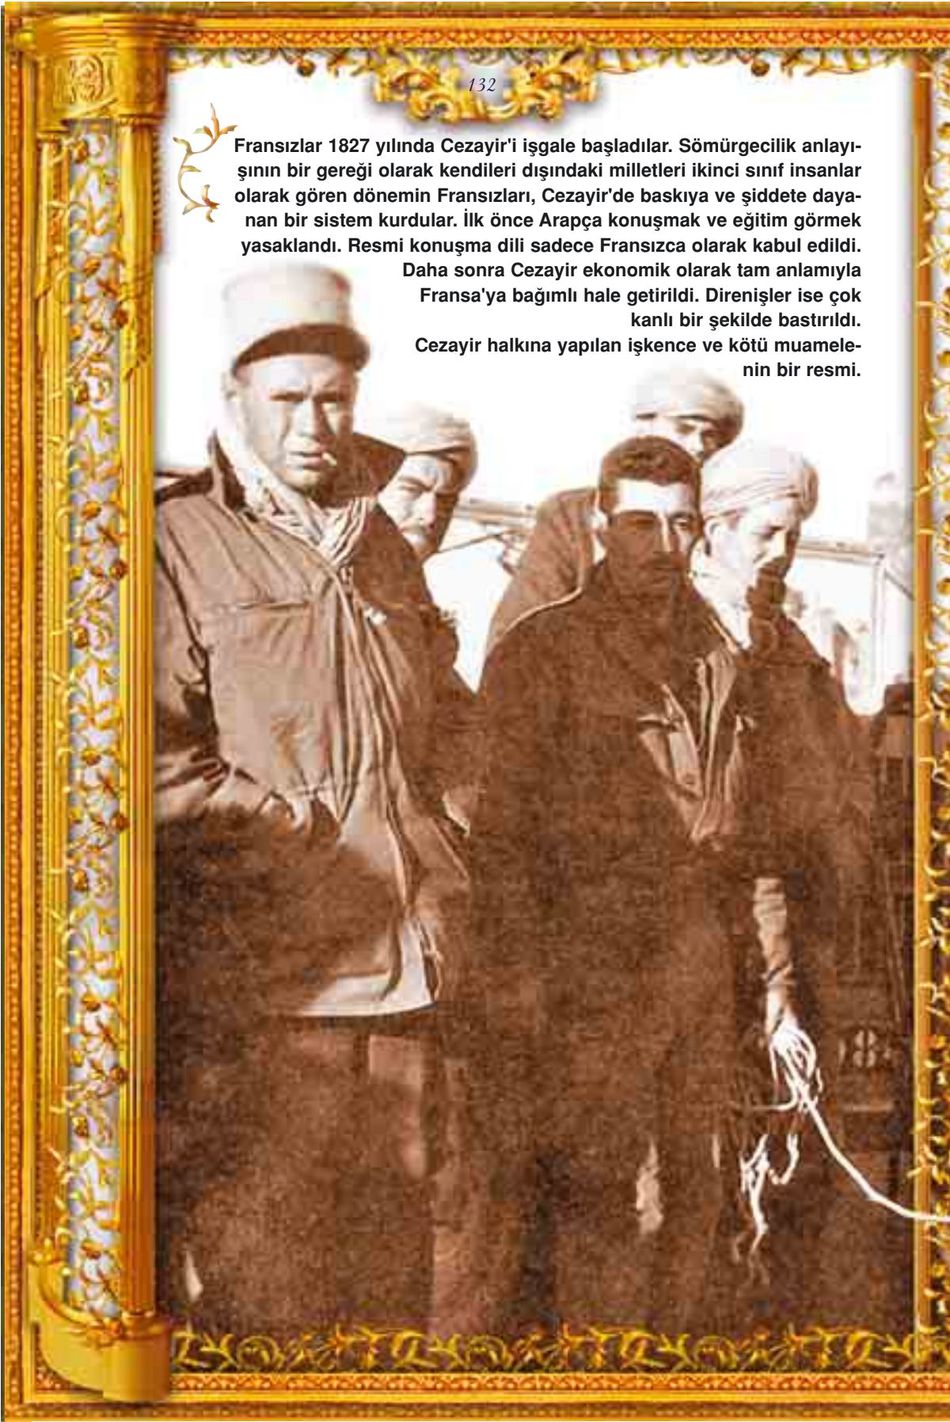 132
Fransızlar 1827 yılında Cezayir'i işgale başladılar. Sömürgecilik anlayı-
şının bir gereği olarak kendileri dışındaki milletleri ikinci sınıf insanlar
olarak gören dönemin Fransızları, Cezayir'de baskıya ve şiddete daya-
nan bir sistem kurdular. İlk önce Arapça konuşmak ve eğitim görmek
yasaklandı. Resmi konuşma dili sadece Fransızca olarak kabul edildi.
Daha sonra Cezayir ekonomik olarak tam anlamıyla
Fransa'ya bağımlı hale getirildi. Direnişler ise çok
kanlı bir şekilde bastırıldı.
Cezayir halkına yapılan işkence ve kötü muamele-
nin bir resmi.